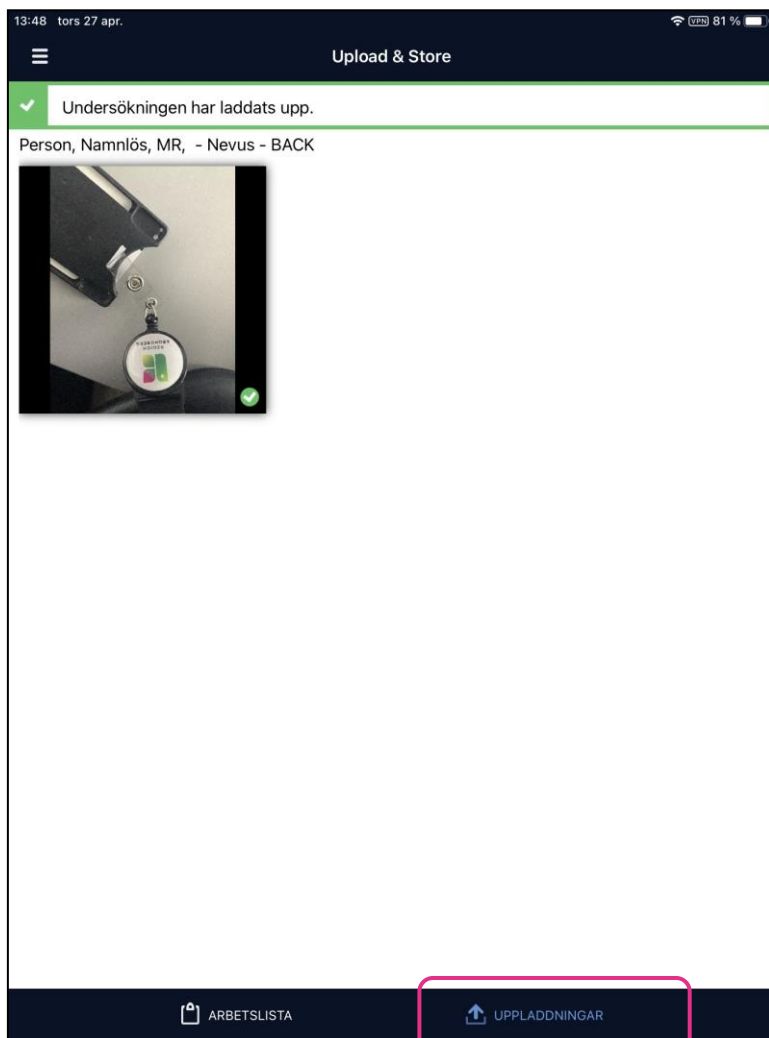 13:48 tors 27 apr.
VPN 81 %
Upload & Store
Undersökningen har laddats upp.
Person, Namnlös, MR, - Nevus - BACK
ARBETSLISTA
UPPLADDNINGAR